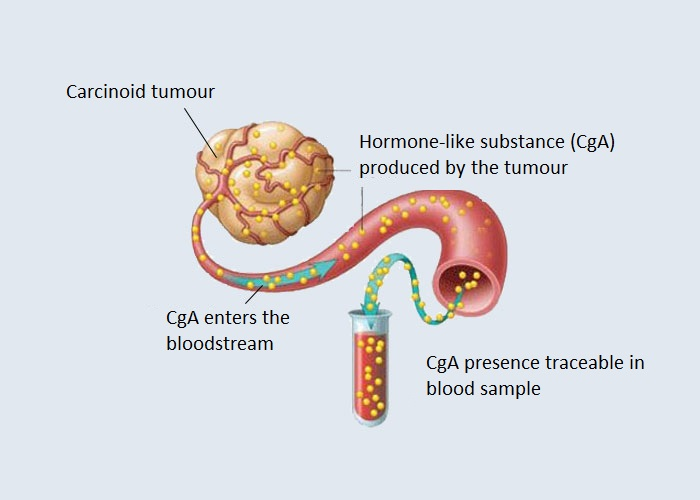 Carcinoid tumour
Hormone-like substance (CgA)
produced by the tumour
CgA enters the
bloodstream
CgA presence traceable in
blood sample